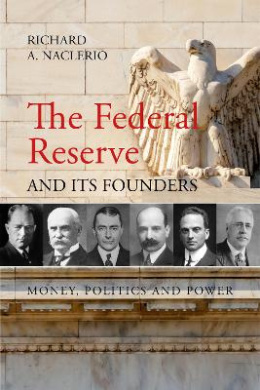 RICHARD
A. NACLERIO
The Federal
Reserve
AND ITS FOUNDERS
MONEY, POLITICS AND POWER